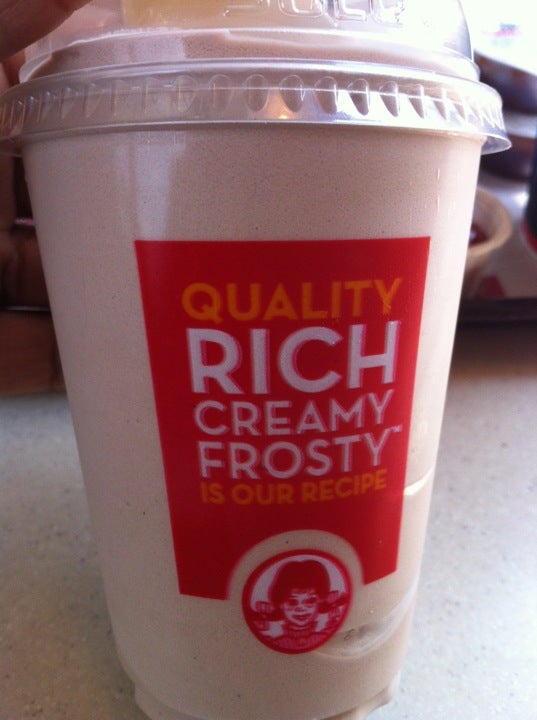 QUALITY
RICH
CREAMY
FROSTY™
IS OUR RECIPE